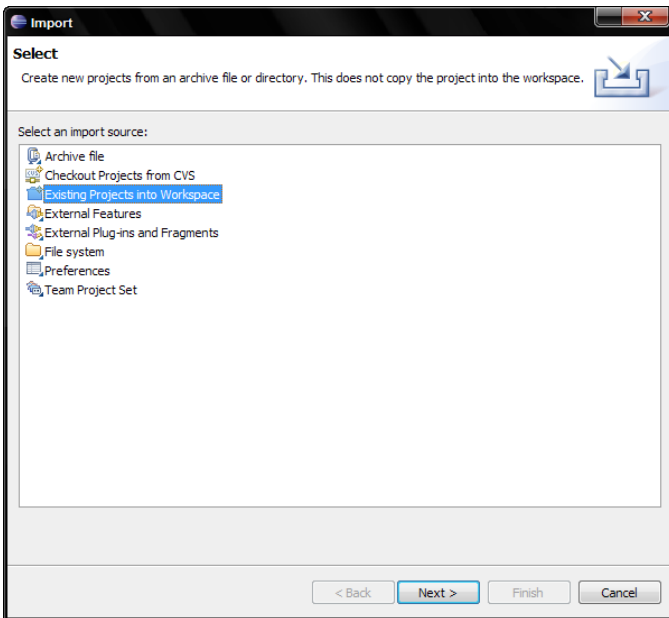 Import
Select
Create new projects from an archive file or directory. This does not copy the project into the workspace.
Select an import source:
Archive file
Checkout Projects from CVS
Existing Projects into Workspace
External Features
External Plug-ins and Fragments
File system
Preferences
Team Project Set
< Back Next > Finish Cancel